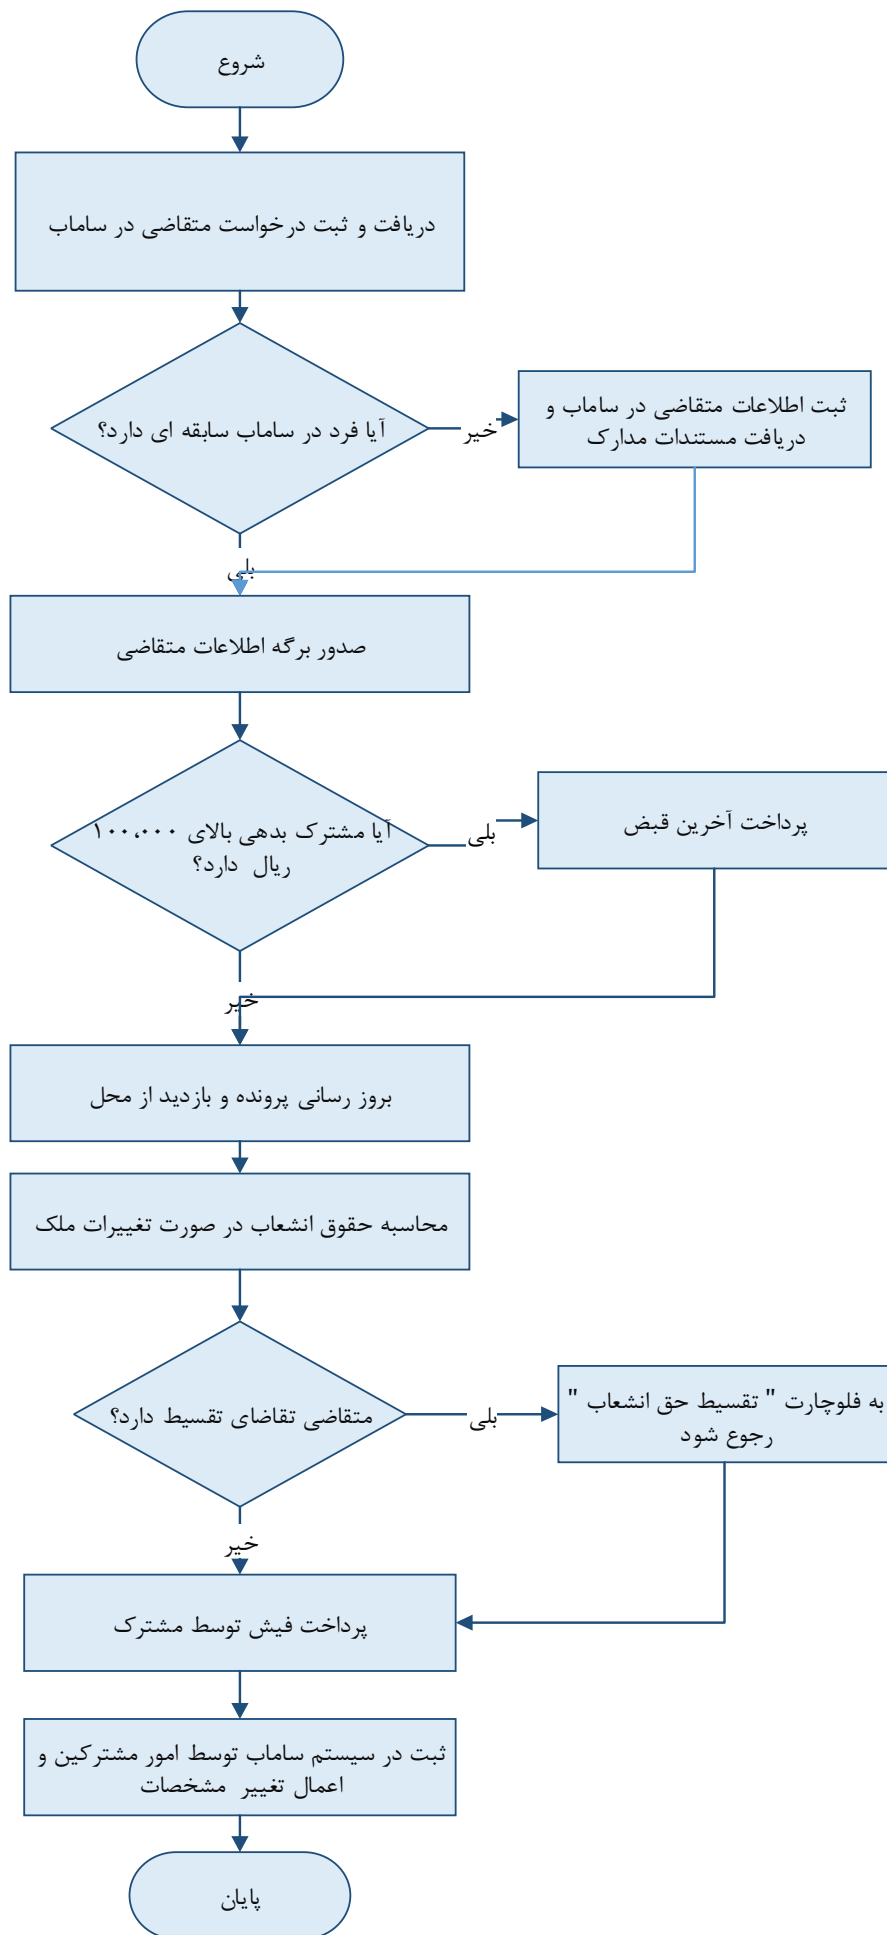 شروع
دریافت و ثبت درخواست متقاضی در ساماب
آیا فرد در ساماب سابقه ای دارد؟
خیر
ثبت اطلاعات متقاضی در ساماب و
دریافت مستندات مدارک
بلی
صدور برگه اطلاعات متقاضی
آیا مشترک بدهی بالای ۱۰۰،۰۰۰
ریال دارد؟
بلی
پرداخت آخرین قبض
خیر
بروز رسانی پرونده و بازدید از محل
محاسبه حقوق انشعاب در صورت تغییرات ملک
متقاضی تقاضای تقسیط دارد؟
بلی
به فلوچارت " تقسیط حق انشعاب "
رجوع شود
خیر
پرداخت فیش توسط مشترک
ثبت در سیستم ساماب توسط امور مشترکین و
اعمال تغییر مشخصات
پایان